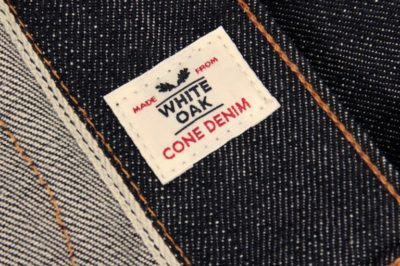 MADE FROM
WHITE
OAK
CONE DENIM